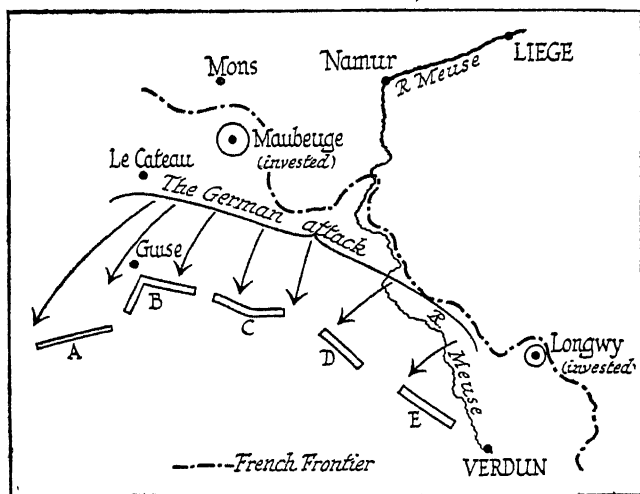 Mons
Namur
R Meuse
LIEGE
Maubeuge
(invested)
Le Cateau
The German attack
Guise
A
B
C
D
E
R Meuse
Longwy
(invested)
VERDUN
French Frontier